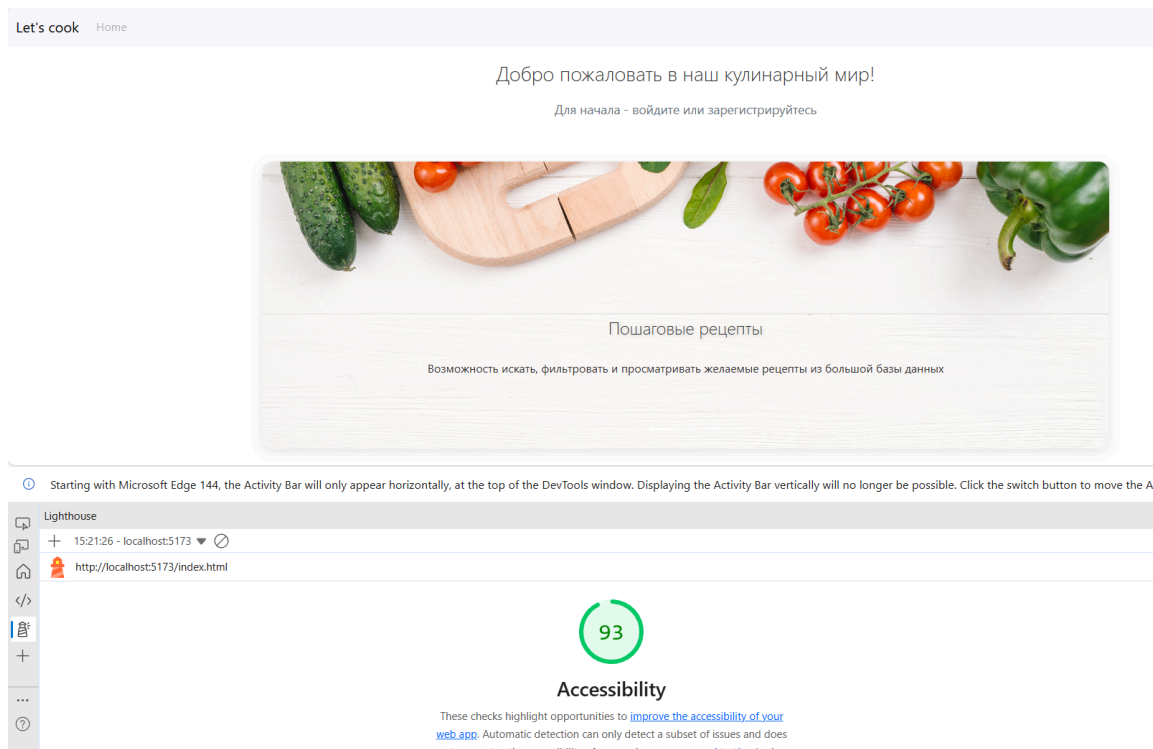 Let's cook Home
Добро пожаловать в наш кулинарный мир!
Для начала - войдите или зарегистрируйтесь
Пошаговые рецепты
Возможность искать, фильтровать и просматривать желаемые рецепты из большой базы данных
Starting with Microsoft Edge 144, the Activity Bar will only appear horizontally, at the top of the DevTools window. Displaying the Activity Bar vertically will no longer be possible. Click the switch button to move the A
Lighthouse
15:21:26 - localhost:5173
http://localhost:5173/index.html
93
Accessibility
These checks highlight opportunities to improve the accessibility of your
web app. Automatic detection can only detect a subset of issues and does